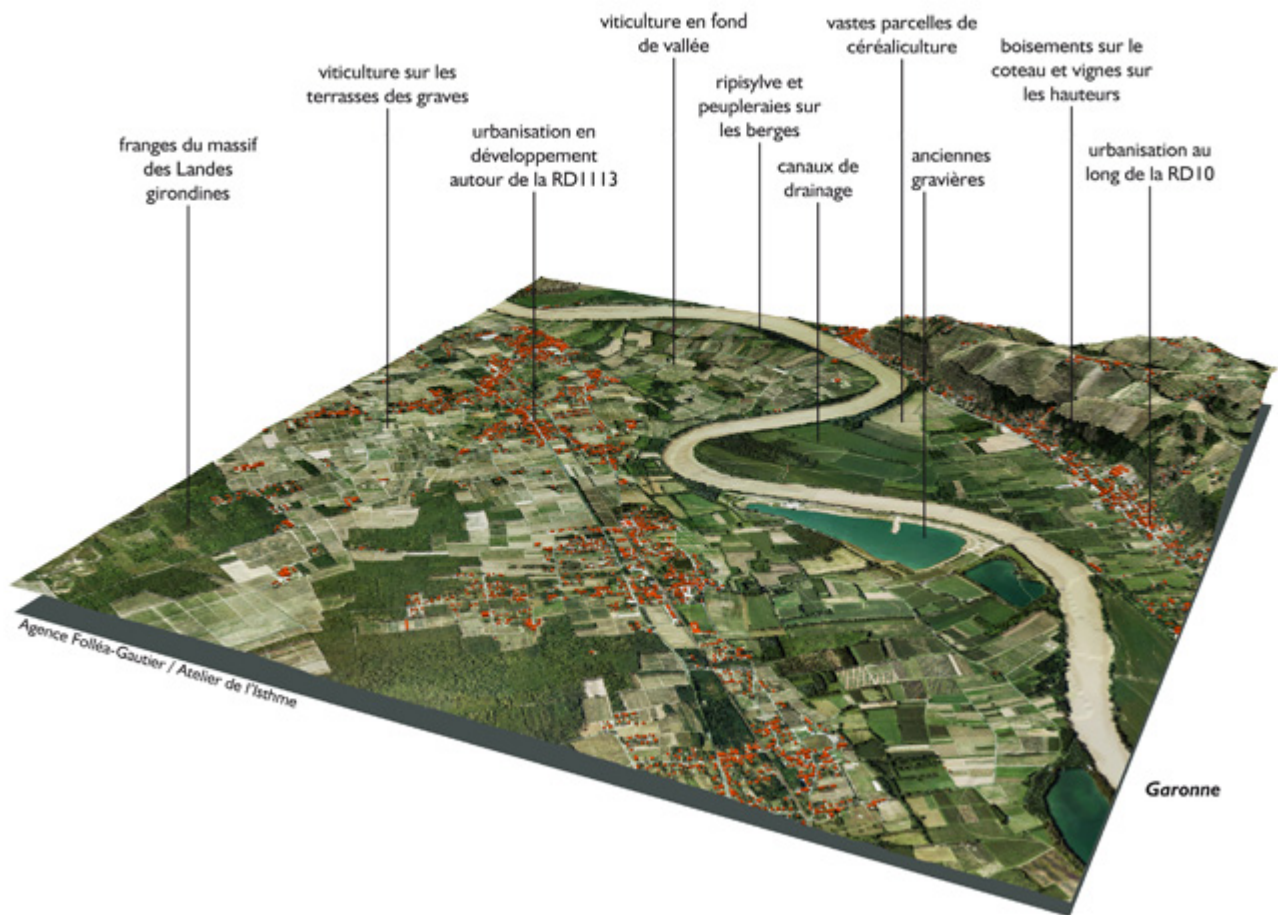 franges du massif
des Landes
girondines
viticulture sur les
terrasses des graves
urbanisation en
développement
autour de la RD1113
viticulture en fond
de vallée
ripisylve et
peupleraies sur
les berges
canaux de
drainage
vastes parcelles de
céréaliculture
anciennes
gravières
boisements sur le
coteau et vignes sur
les hauteurs
urbanisation au
long de la RD10
Agence Folléa-Gautier / Atelier de l'Isthme
Garonne